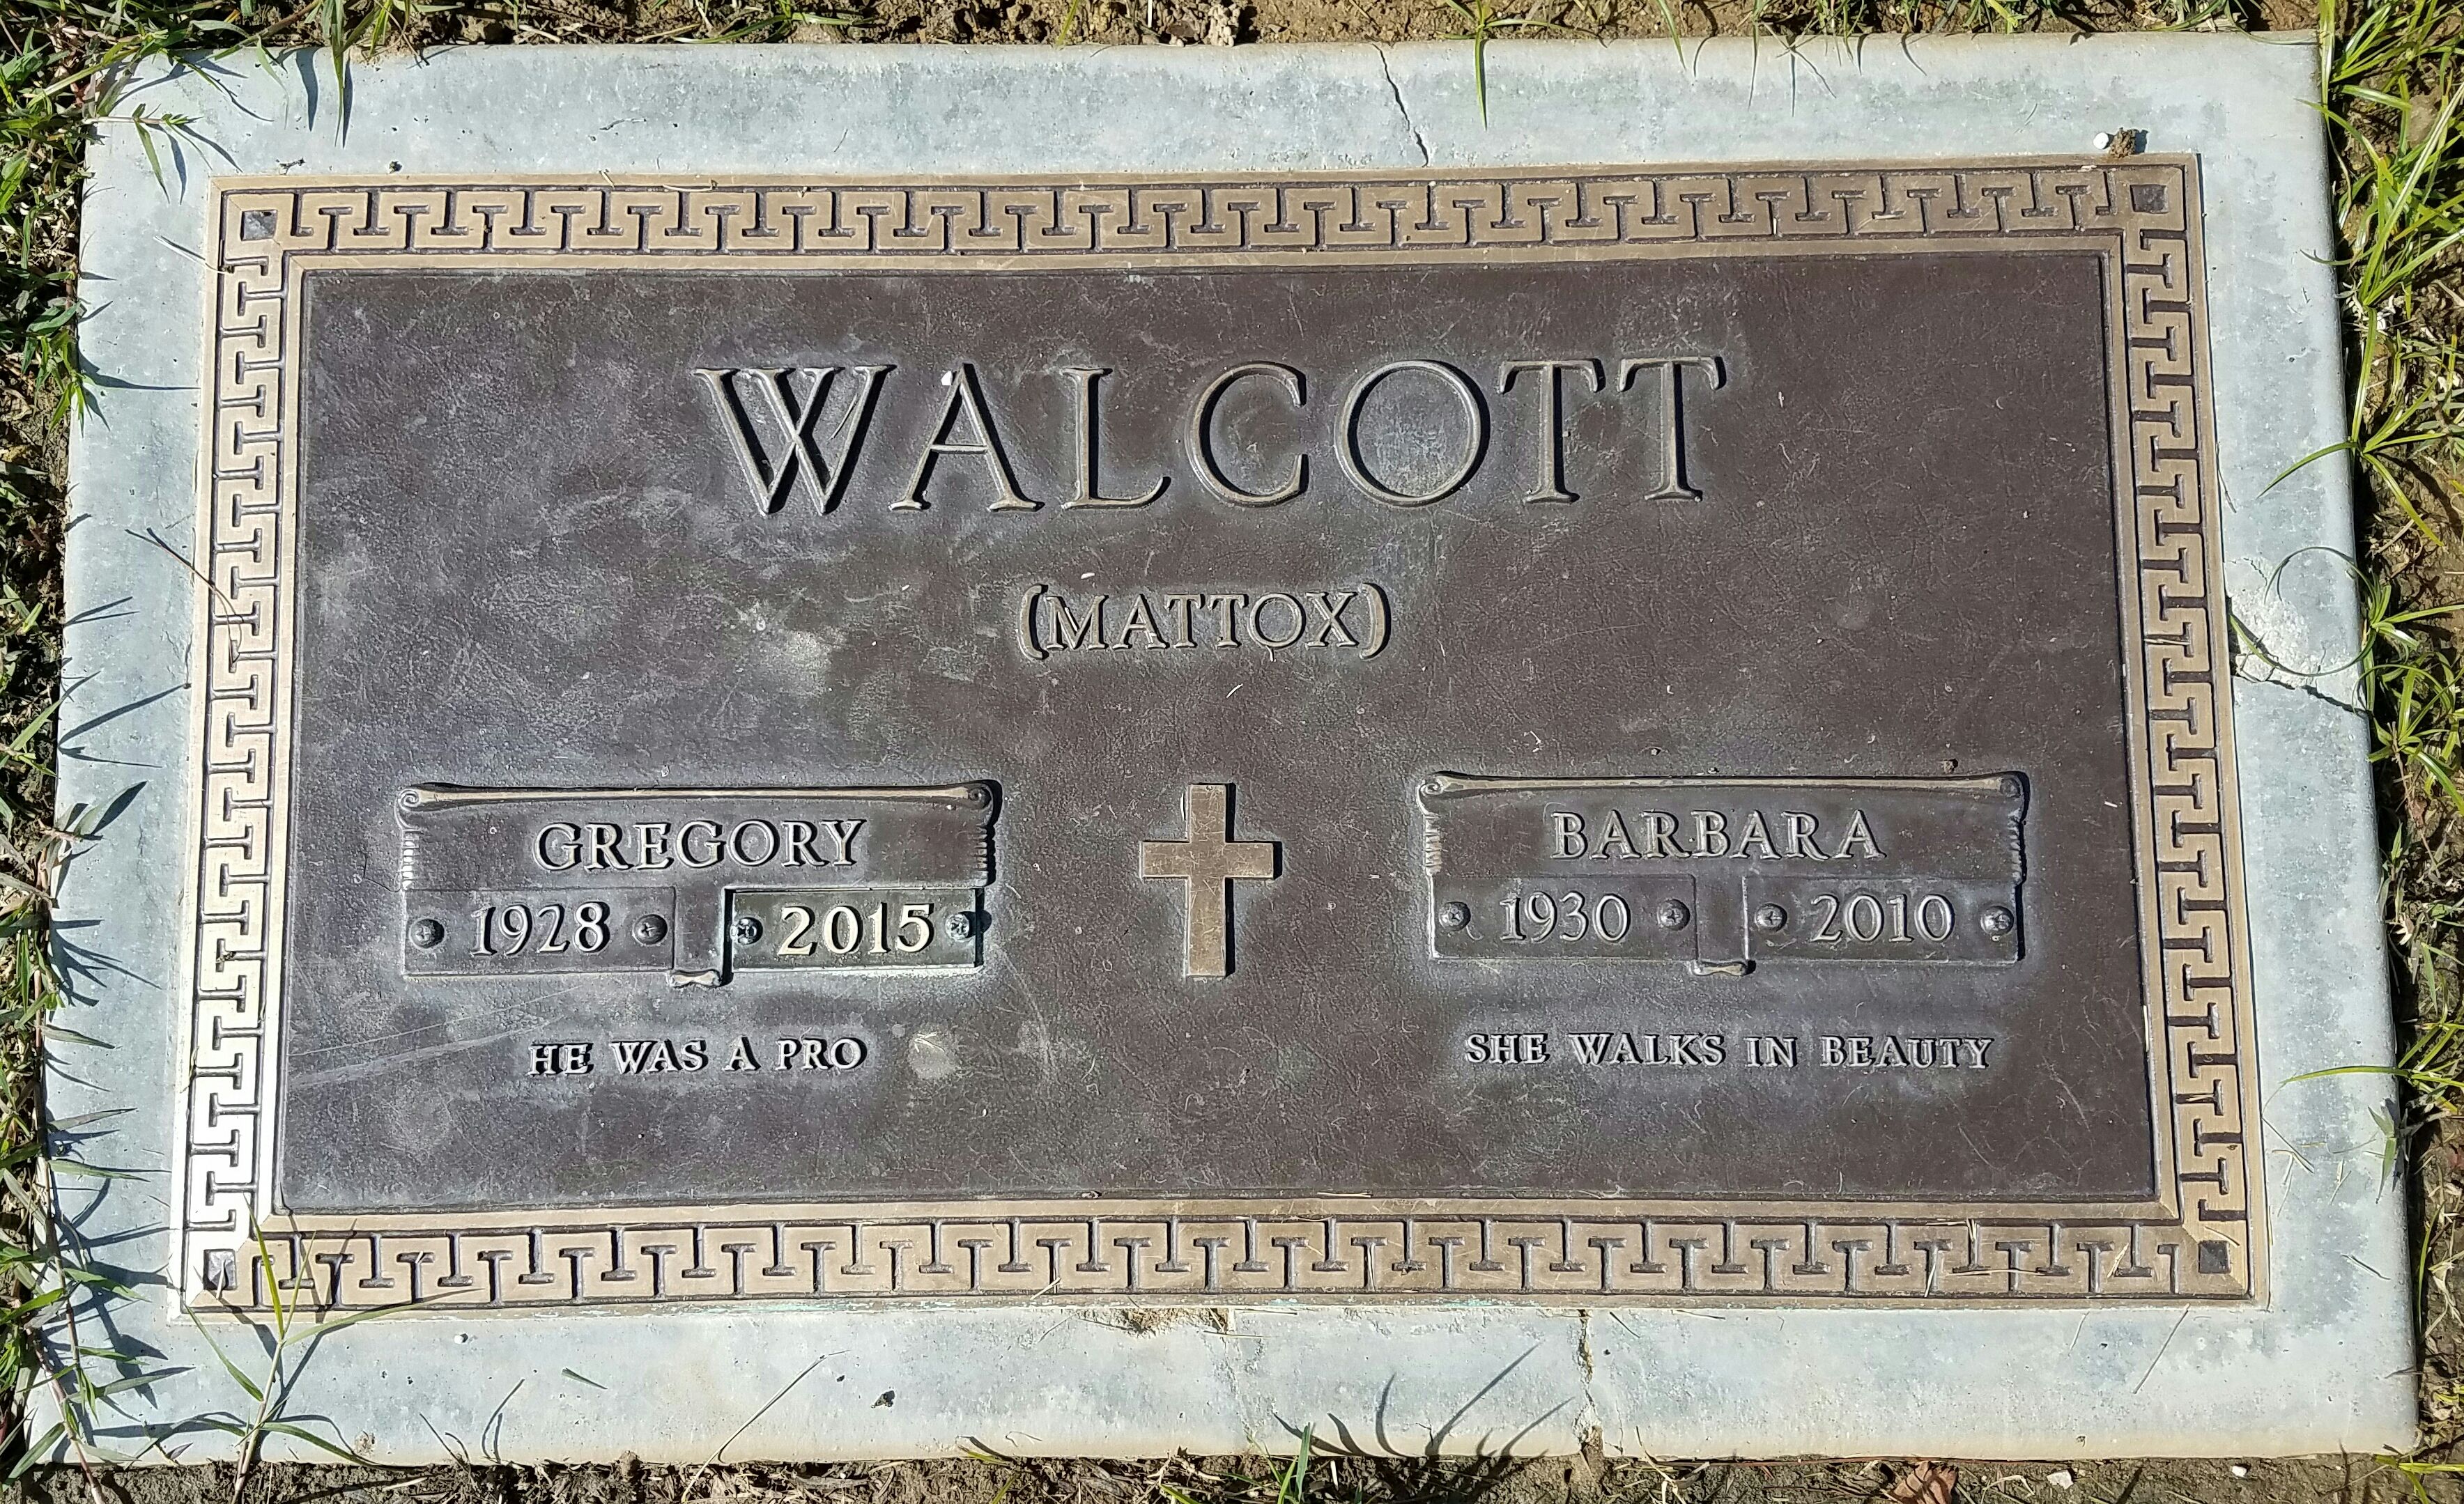 WALCOTT
(MATTOX)
GREGORY
1928 2015
HE WAS A PRO
BARBARA
1930 2010
SHE WALKS IN BEAUTY